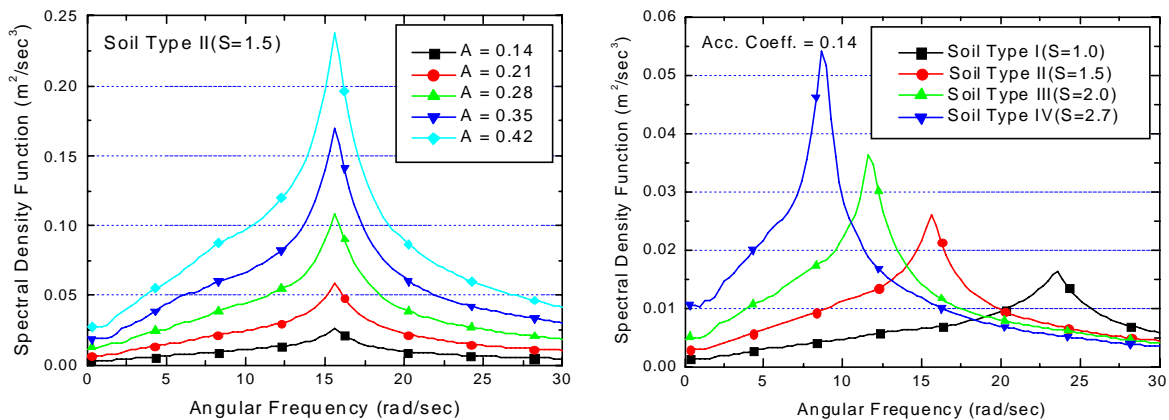 Spectral Density Function (m²/sec³)
0.25
0.20
0.15
0.10
0.05
0.00
Soil Type II(S=1.5)
A = 0.14
A = 0.21
A = 0.28
A = 0.35
A = 0.42
0 5 10 15 20 25 30
Angular Frequency (rad/sec)
Spectral Density Function (m²/sec³)
0.06
0.05
0.04
0.03
0.02
0.01
0.00
Acc. Coeff. = 0.14
Soil Type I(S=1.0)
Soil Type II(S=1.5)
Soil Type III(S=2.0)
Soil Type IV(S=2.7)
0 5 10 15 20 25 30
Angular Frequency (rad/sec)